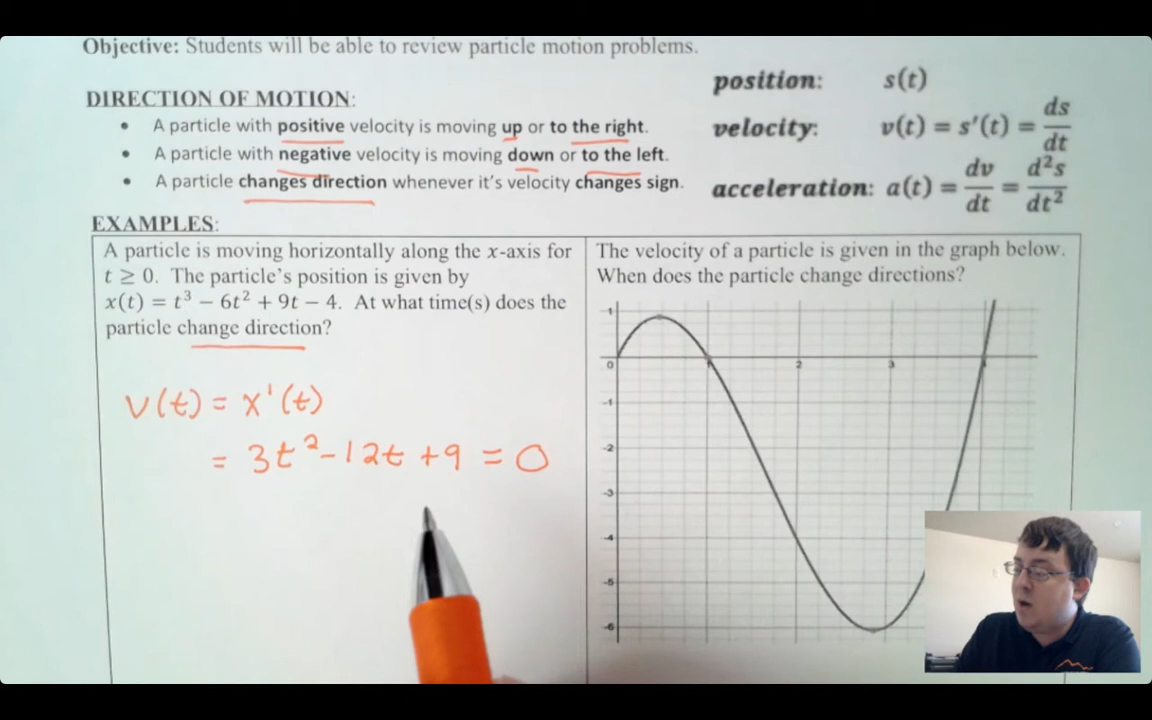 Objective: Students will be able to review particle motion problems.
DIRECTION OF MOTION:
• A particle with positive velocity is moving up or to the right.
• A particle with negative velocity is moving down or to the left.
• A particle changes direction whenever it's velocity changes sign.
position: s(t)
velocity: v(t) = s'(t) = ds/dt
acceleration: a(t) = dv/dt = d²s/dt²
EXAMPLES:
A particle is moving horizontally along the x-axis for
t ≥ 0. The particle's position is given by
x(t) = t³ − 6t² + 9t − 4. At what time(s) does the
particle change direction?
v(t) = x'(t)
= 3t² - 12t + 9 = 0
The velocity of a particle is given in the graph below.
When does the particle change directions?
1
0 2 3
-1
-2
-3
-4
-5
-6